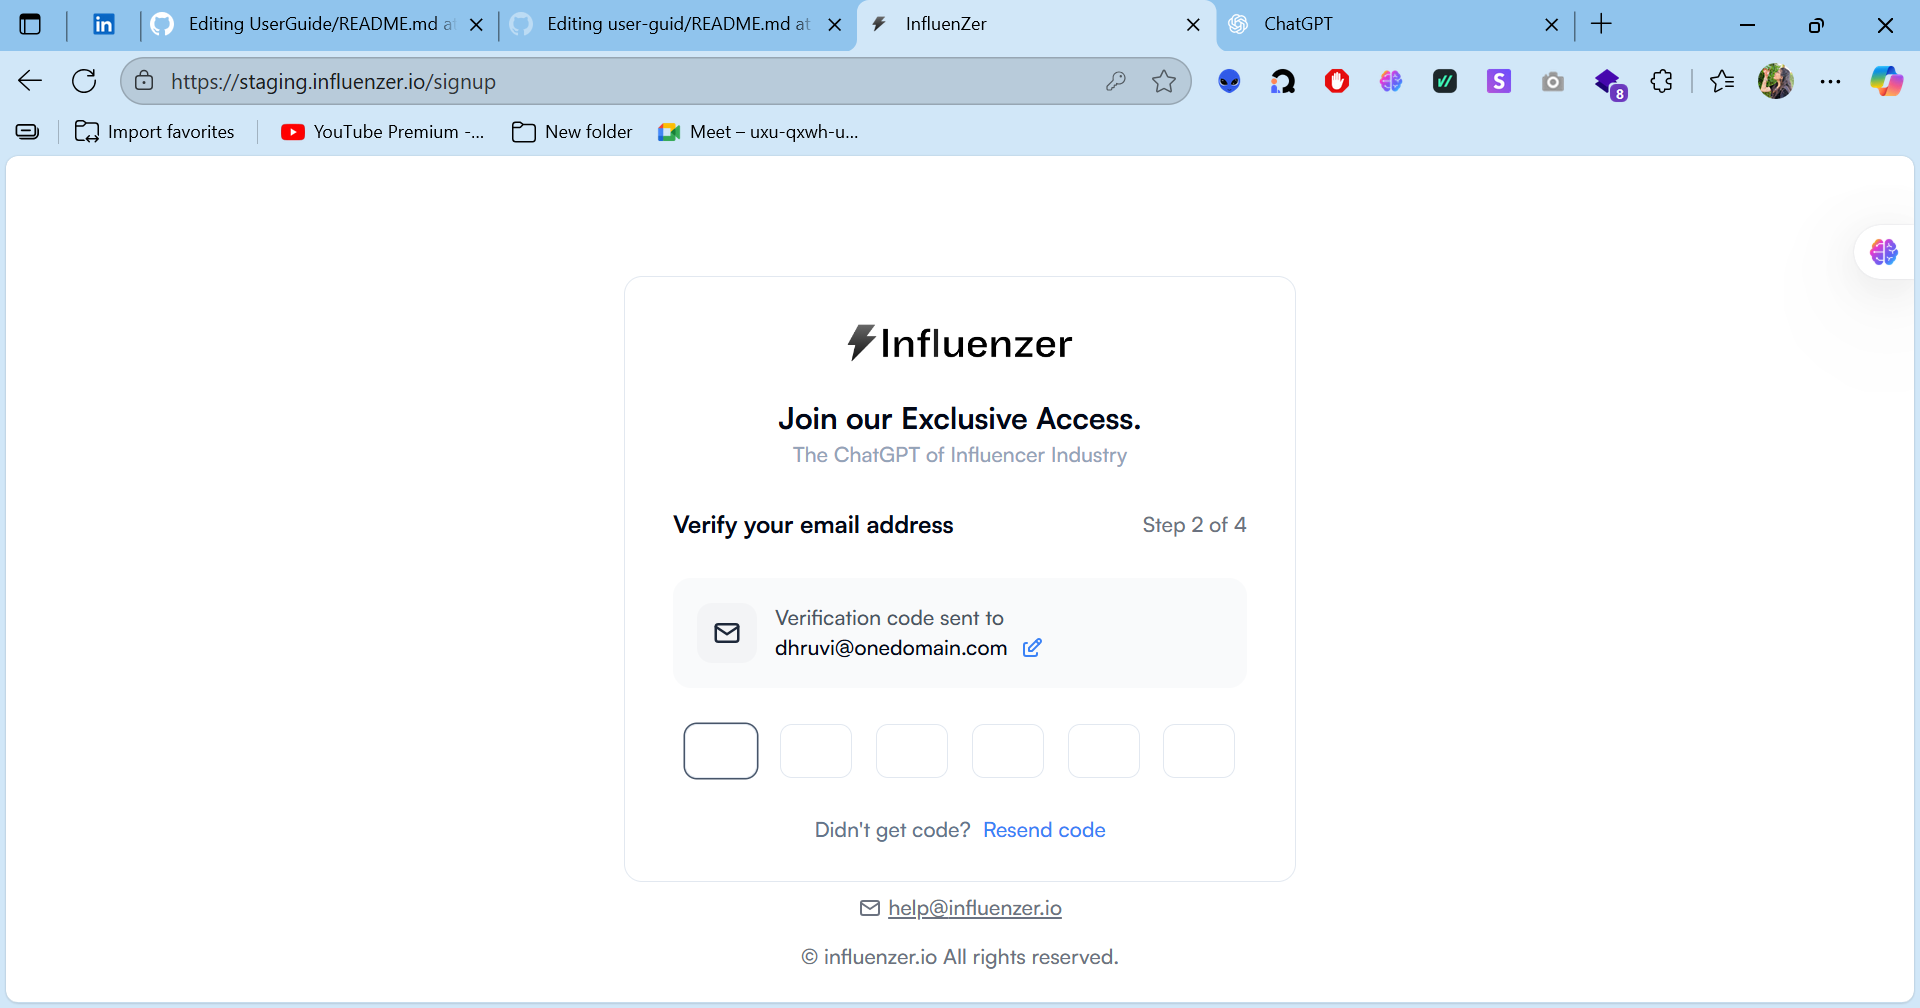 Editing UserGuide/README.md at
Editing user-guid/README.md at
InfluenZer
ChatGPT
https://staging.influenzer.io/signup
8
Import favorites
YouTube Premium -...
New folder
Meet – uxu-qxwh-u...
Influenzer
Join our Exclusive Access.
The ChatGPT of Influencer Industry
Verify your email address
Step 2 of 4
Verification code sent to
dhruvi@onedomain.com
Didn't get code? Resend code
help@influenzer.io
© influenzer.io All rights reserved.